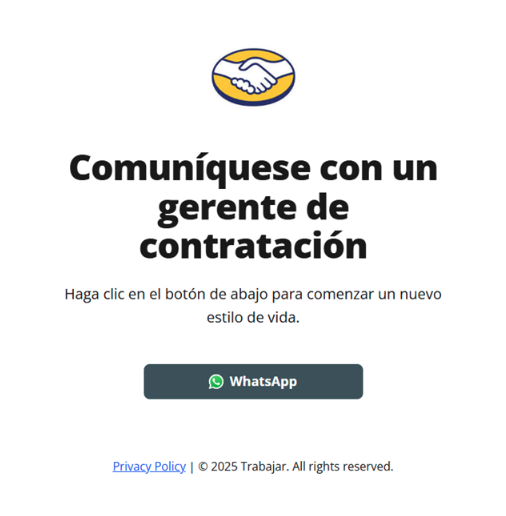 Comuníquese con un
gerente de
contratación
Haga clic en el botón de abajo para comenzar un nuevo
estilo de vida.
WhatsApp
Privacy Policy | © 2025 Trabajar. All rights reserved.